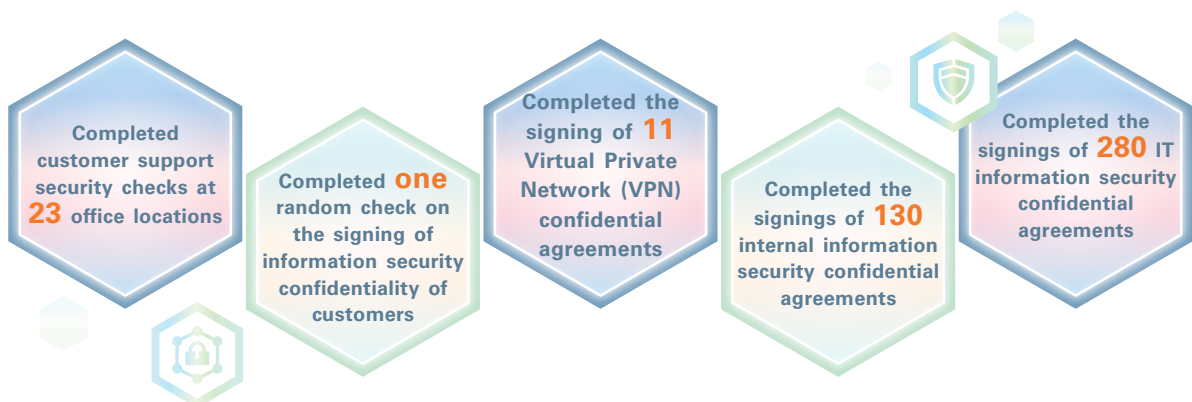 Completed
customer support
security checks at
23 office locations
Completed one
random check on
the signing of
information security
confidentiality of
customers
Completed the
signing of 11
Virtual Private
Network (VPN)
confidential
agreements
Completed the
signings of 130
internal information
security confidential
agreements
Completed the
signings of 280 IT
information security
confidential
agreements